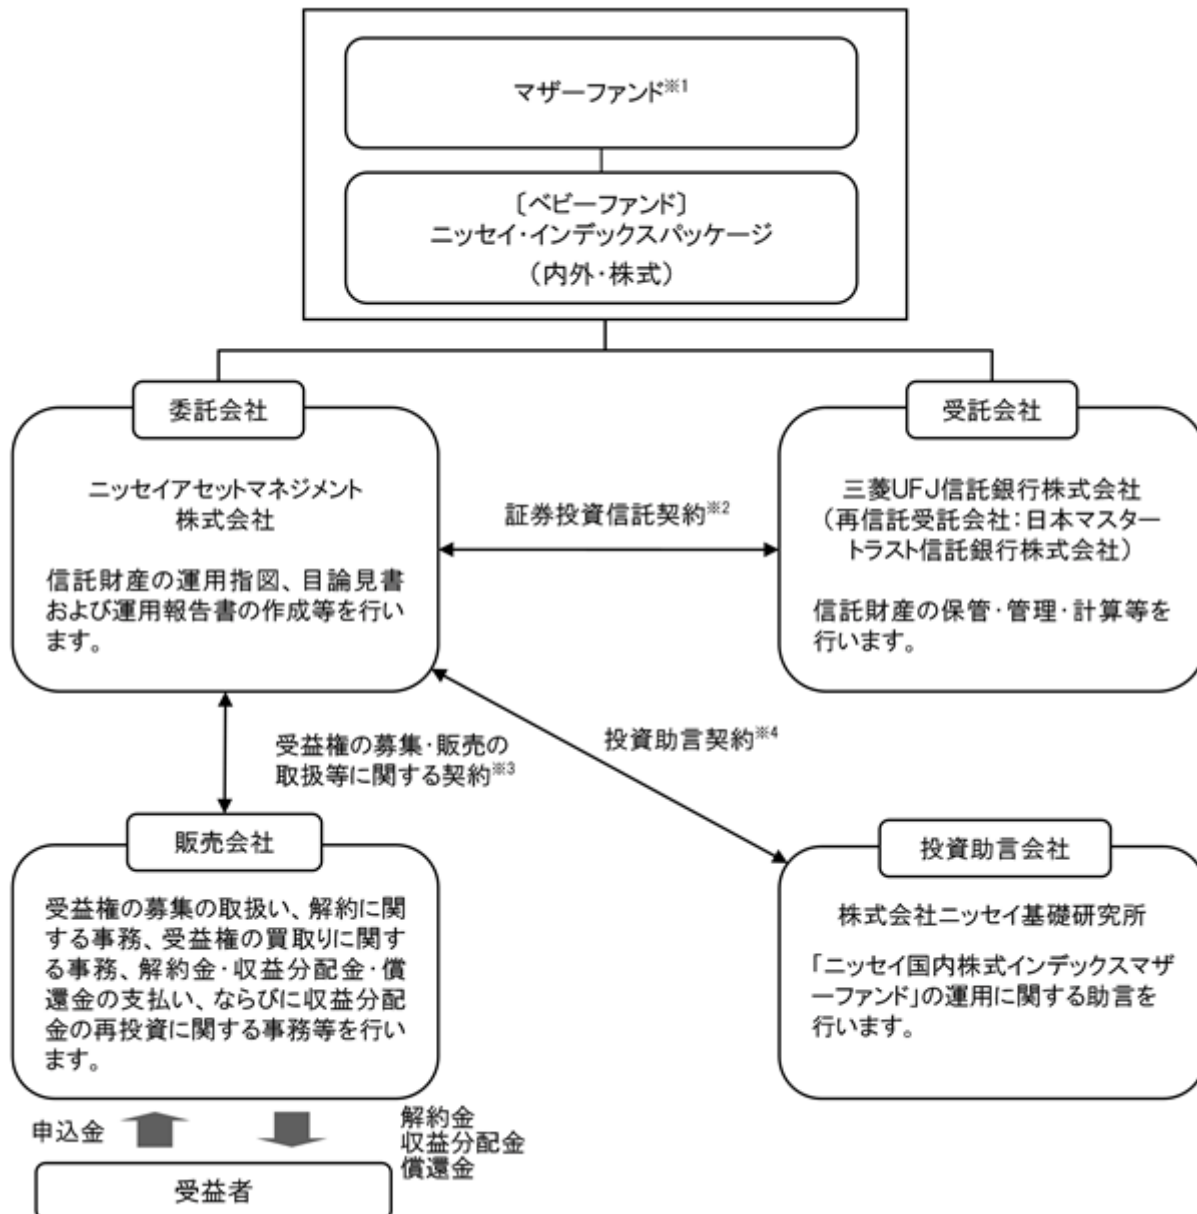 マザーファンド※1
〔ベビーファンド〕
ニッセイ・インデックスパッケージ
（内外・株式）
委託会社
ニッセイアセットマネジメント
株式会社
信託財産の運用指図、目論見書
および運用報告書の作成等を行い
ます。
証券投資信託契約※2
受託会社
三菱UFJ信託銀行株式会社
（再信託受託会社：日本マスター
トラスト信託銀行株式会社）
信託財産の保管・管理・計算等を
行います。
受益権の募集・販売の
取扱等に関する契約※3
投資助言契約※4
販売会社
受益権の募集の取扱い、解約に関
する事務、受益権の買取りに関す
る事務、解約金・収益分配金・償
還金の支払い、ならびに収益分配
金の再投資に関する事務等を行い
ます。
投資助言会社
株式会社ニッセイ基礎研究所
「ニッセイ国内株式インデックスマザ
ーファンド」の運用に関する助言を
行います。
申込金
解約金
収益分配金
償還金
受益者